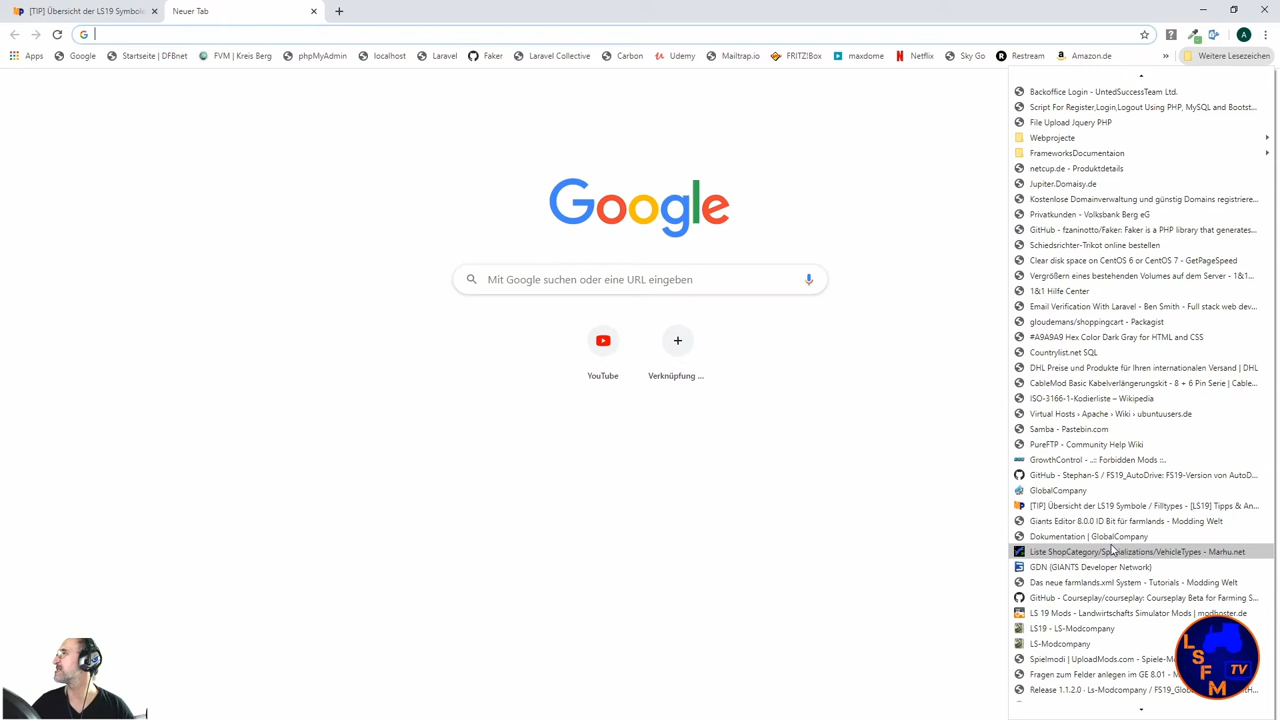 [TIP] Übersicht der LS19 Symbole
Neuer Tab
Apps Google Startseite | DFBnet FVM | Kreis Berg phpMyAdmin localhost Laravel Faker Laravel Collective Carbon Udemy Mailtrap.io FRITZ!Box maxdome Netflix Sky Go Restream Amazon.de » Weitere Lesezeichen
Backoffice Login - UntedSuccessTeam Ltd.
Script For Register,Login,Logout Using PHP, MySQL and Bootst...
File Upload Jquery PHP
Webprojecte
FrameworksDocumentaion
netcup.de - Produktdetails
Jupiter.Domaisy.de
Kostenlose Domainverwaltung und günstig Domains registriere...
Privatkunden - Volksbank Berg eG
GitHub - fzaninotto/Faker: Faker is a PHP library that generates...
Schiedsrichter-Trikot online bestellen
Clear disk space on CentOS 6 or CentOS 7 - GetPageSpeed
Vergrößern eines bestehenden Volumes auf dem Server - 1&1...
1&1 Hilfe Center
Email Verification With Laravel - Ben Smith - Full stack web dev...
gloudemans/shoppingcart - Packagist
#A9A9A9 Hex Color Dark Gray for HTML and CSS
Countrylist.net SQL
DHL Preise und Produkte für Ihren internationalen Versand | DHL
CableMod Basic Kabelverlängerungskit - 8 + 6 Pin Serie | Cable...
ISO-3166-1-Kodierliste – Wikipedia
Virtual Hosts › Apache › Wiki › ubuntuusers.de
Samba - Pastebin.com
PureFTP - Community Help Wiki
GrowthControl - ..:: Forbidden Mods ::..
GitHub - Stephan-S / FS19_AutoDrive: FS19-Version von AutoD...
GlobalCompany
[TIP] Übersicht der LS19 Symbole / Filltypes - [LS19] Tipps & An...
Giants Editor 8.0.0 ID Bit für farmlands - Modding Welt
Dokumentation | GlobalCompany
Liste ShopCategory/Spezializations/VehicleTypes - Marhu.net
GDN (GIANTS Developer Network)
Das neue farmlands.xml System - Tutorials - Modding Welt
GitHub - Courseplay/courseplay: Courseplay Beta for Farming S...
LS 19 Mods - Landwirtschafts Simulator Mods | modhoster.de
LS19 - LS-Modcompany
LS-Modcompany
Spielmodi | UploadMods.com - Spiele-M
Fragen zum Felder anlegen im GE 8.01 - M
Release 1.1.2.0 · Ls-Modcompany / FS19_Glo
Google
Mit Google suchen oder eine URL eingeben
YouTube
Verknüpfung ...
LSFM TV